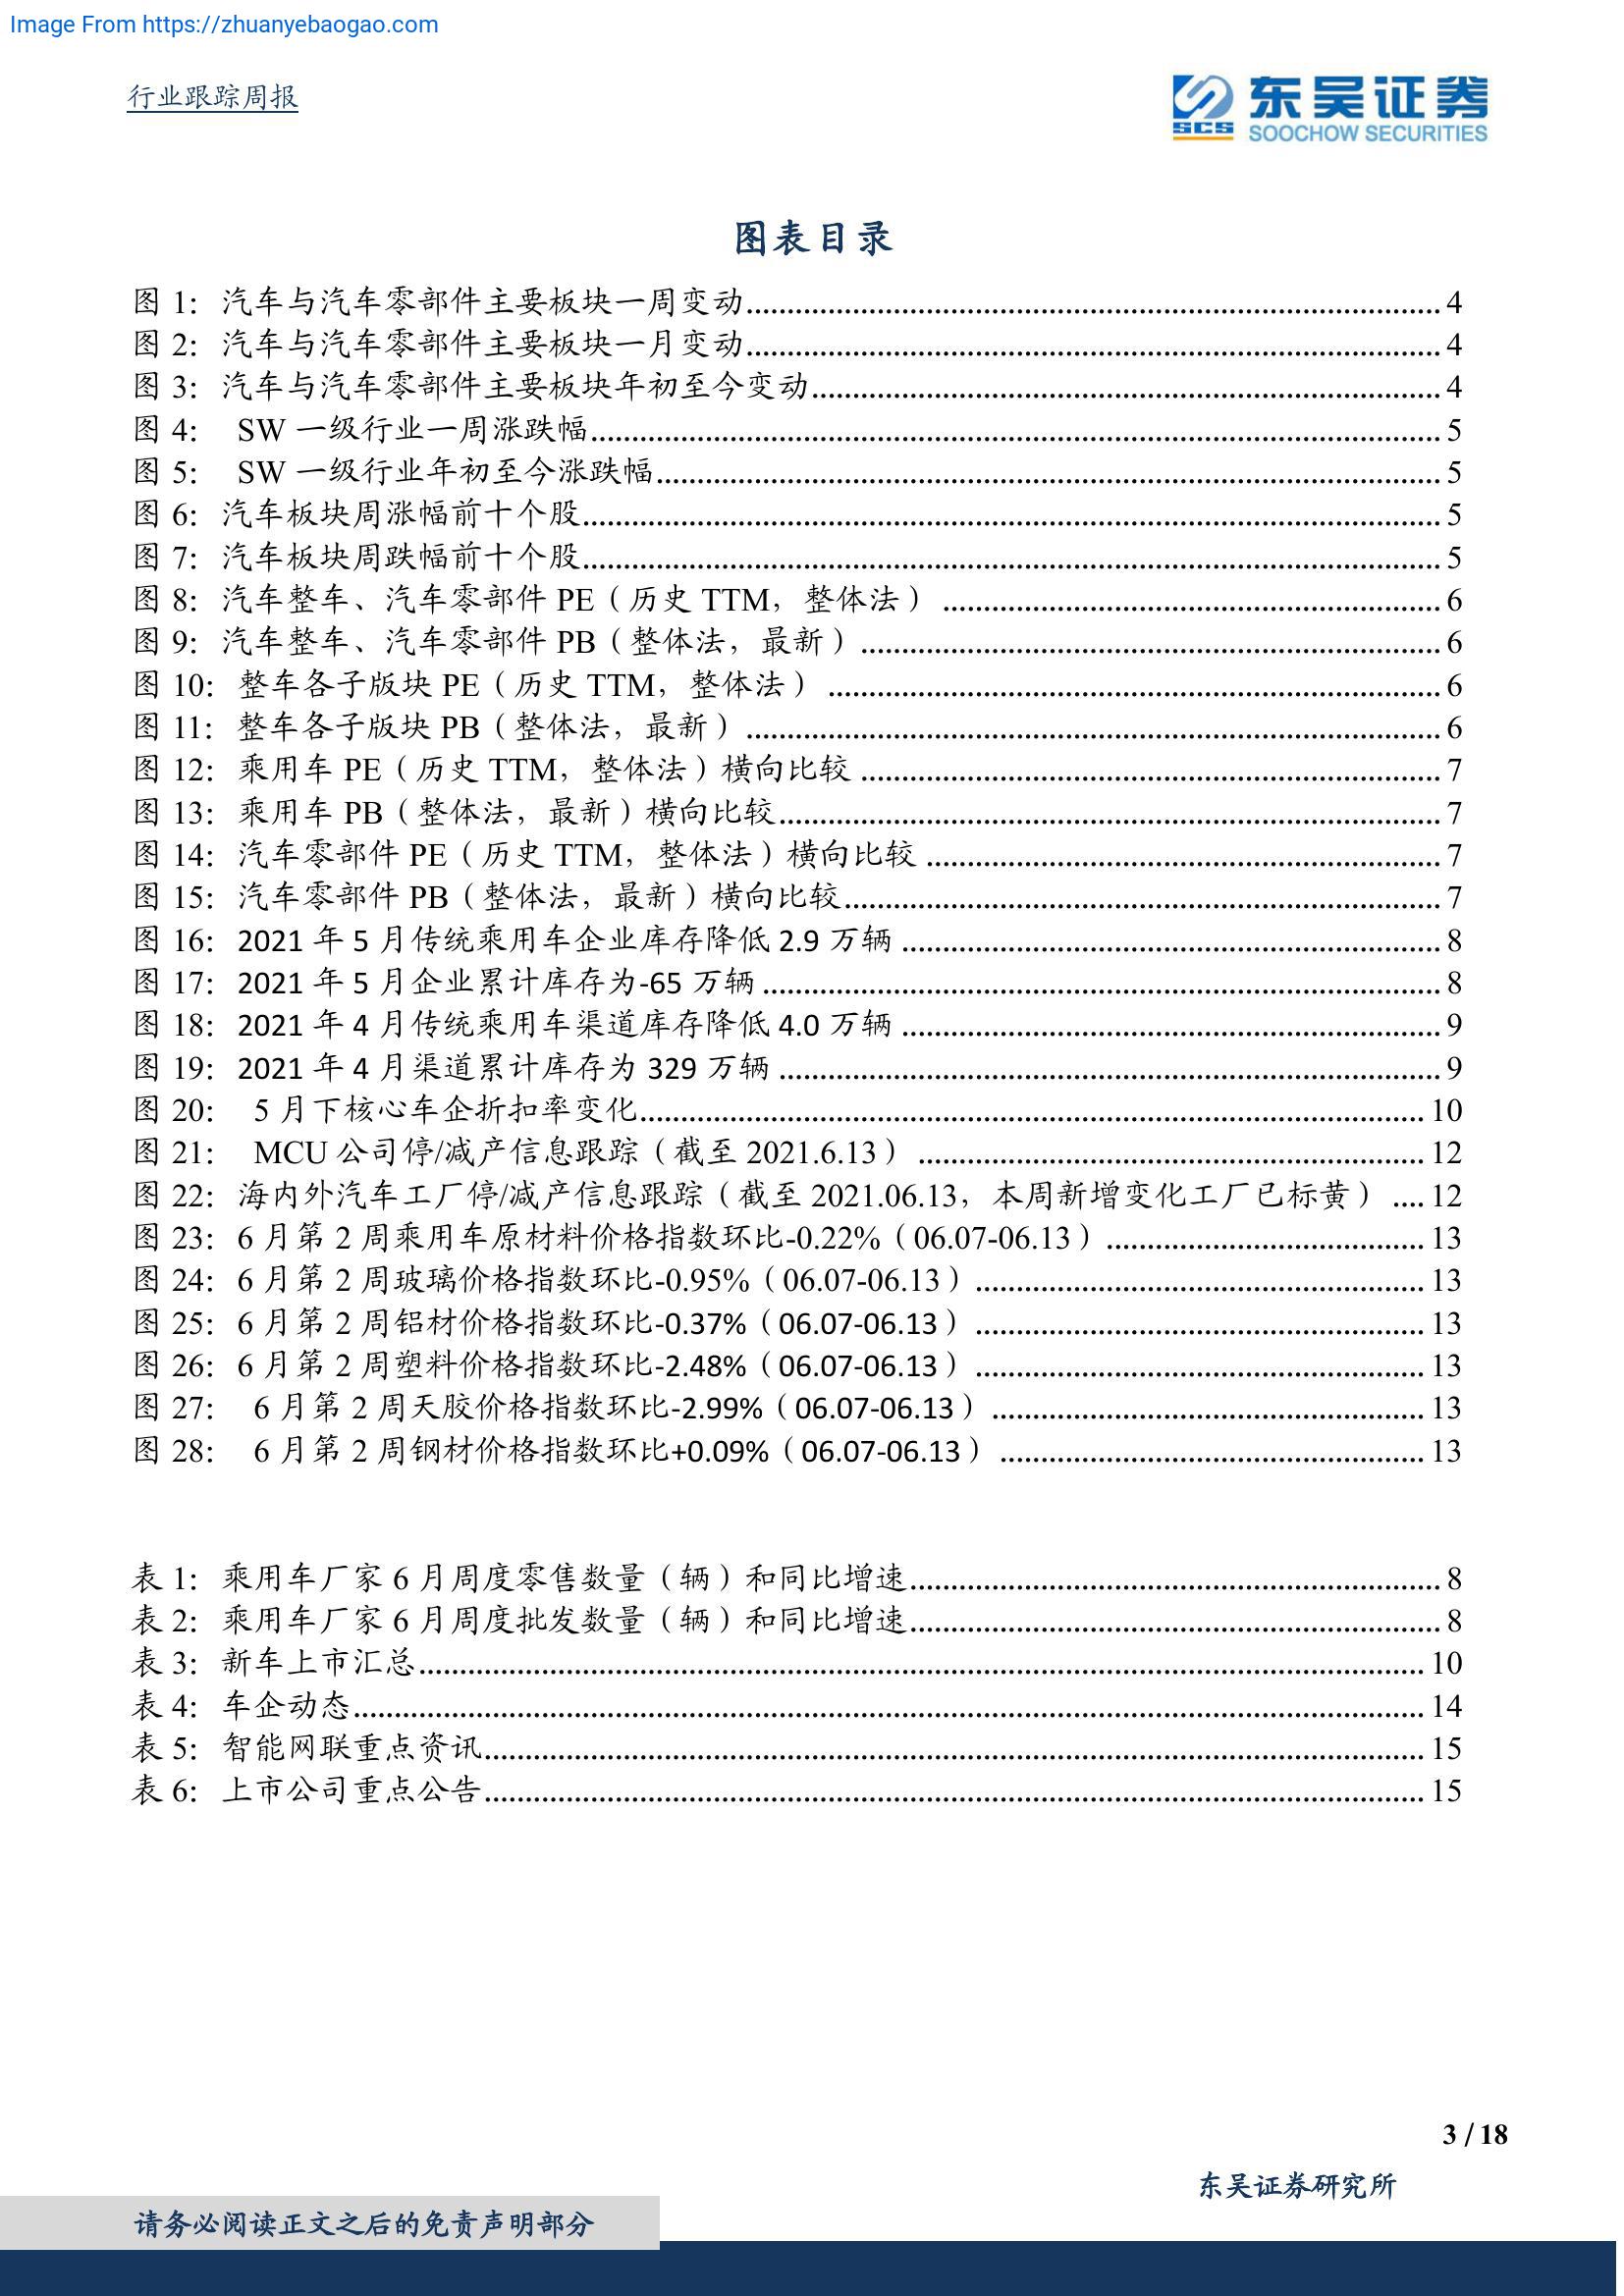 Image From https://zhuanyebaogao.com
行业跟踪周报
东吴证券
SCS
SOOCHOW SECURITIES
图表目录
图 1：汽车与汽车零部件主要板块一周变动 4
图 2：汽车与汽车零部件主要板块一月变动 4
图 3：汽车与汽车零部件主要板块年初至今变动 4
图 4： SW 一级行业一周涨跌幅 5
图 5： SW 一级行业年初至今涨跌幅 5
图 6：汽车板块周涨幅前十个股 5
图 7：汽车板块周跌幅前十个股 5
图 8：汽车整车、汽车零部件 PE（历史 TTM，整体法） 6
图 9：汽车整车、汽车零部件 PB（整体法，最新） 6
图 10：整车各子版块 PE（历史 TTM，整体法） 6
图 11：整车各子版块 PB（整体法，最新） 6
图 12：乘用车 PE（历史 TTM，整体法）横向比较 7
图 13：乘用车 PB（整体法，最新）横向比较 7
图 14：汽车零部件 PE（历史 TTM，整体法）横向比较 7
图 15：汽车零部件 PB（整体法，最新）横向比较 7
图 16：2021 年 5 月传统乘用车企业库存降低 2.9 万辆 8
图 17：2021 年 5 月企业累计库存为-65 万辆 8
图 18：2021 年 4 月传统乘用车渠道库存降低 4.0 万辆 9
图 19：2021 年 4 月渠道累计库存为 329 万辆 9
图 20： 5 月下核心车企折扣率变化 10
图 21： MCU 公司停/减产信息跟踪（截至 2021.6.13） 12
图 22：海内外汽车工厂停/减产信息跟踪（截至 2021.06.13，本周新增变化工厂已标黄） 12
图 23：6 月第 2 周乘用车原材料价格指数环比-0.22%（06.07-06.13） 13
图 24：6 月第 2 周玻璃价格指数环比-0.95%（06.07-06.13） 13
图 25：6 月第 2 周铝材价格指数环比-0.37%（06.07-06.13） 13
图 26：6 月第 2 周塑料价格指数环比-2.48%（06.07-06.13） 13
图 27： 6 月第 2 周天胶价格指数环比-2.99%（06.07-06.13） 13
图 28： 6 月第 2 周钢材价格指数环比+0.09%（06.07-06.13） 13
表 1：乘用车厂家 6 月周度零售数量（辆）和同比增速 8
表 2：乘用车厂家 6 月周度批发数量（辆）和同比增速 8
表 3：新车上市汇总 10
表 4：车企动态 14
表 5：智能网联重点资讯 15
表 6：上市公司重点公告 15
3 / 18
东吴证券研究所
请务必阅读正文之后的免责声明部分